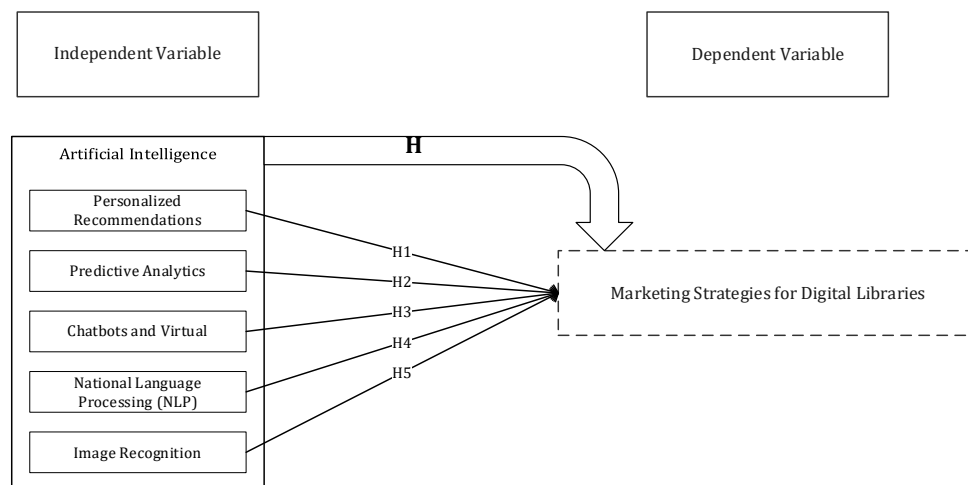 Independent Variable
Dependent Variable
H
Artificial Intelligence
Personalized
Recommendations
H1
Predictive Analytics
H2
Marketing Strategies for Digital Libraries
H3
Chatbots and Virtual
H4
National Language
Processing (NLP)
H5
Image Recognition